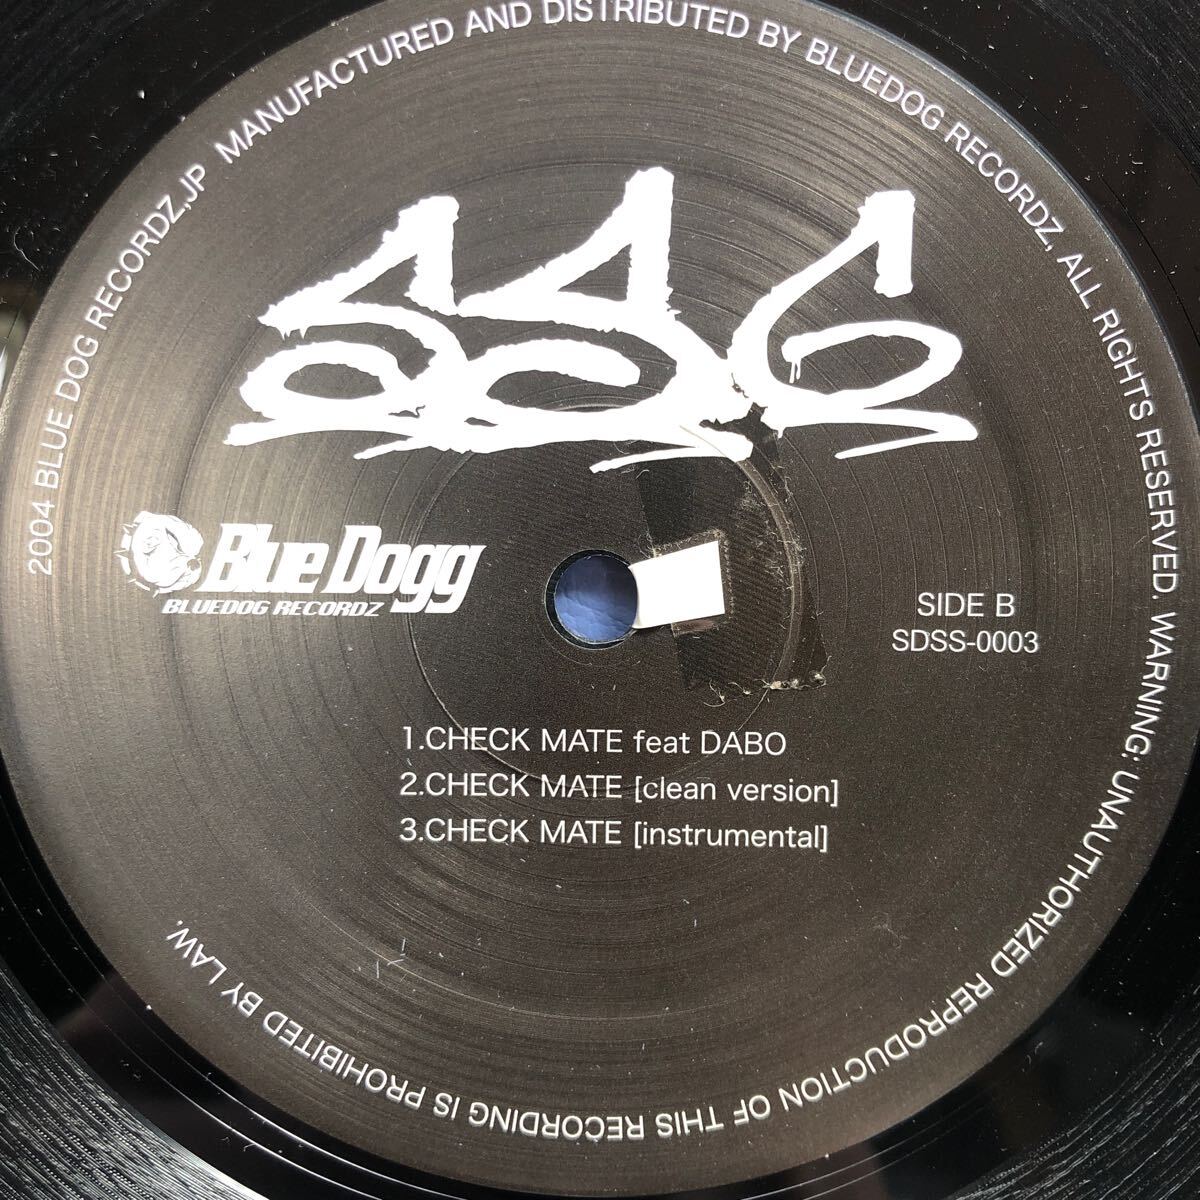 2004 BLUE DOG RECORDZ.JP MANUFACTURED AND DISTRIBUTED BY BLUEDOG RECORDZ, ALL RIGHTS RESERVED. WARNING: UNAUTHORIZED REPRODUCTION OF THIS RECORDING IS PROHIBITED BY LAW.
Blue Dogg
BLUEDOG RECORDZ
SIDE B
SDSS-0003
1.CHECK MATE feat DABO
2.CHECK MATE [clean version]
3.CHECK MATE [instrumental]